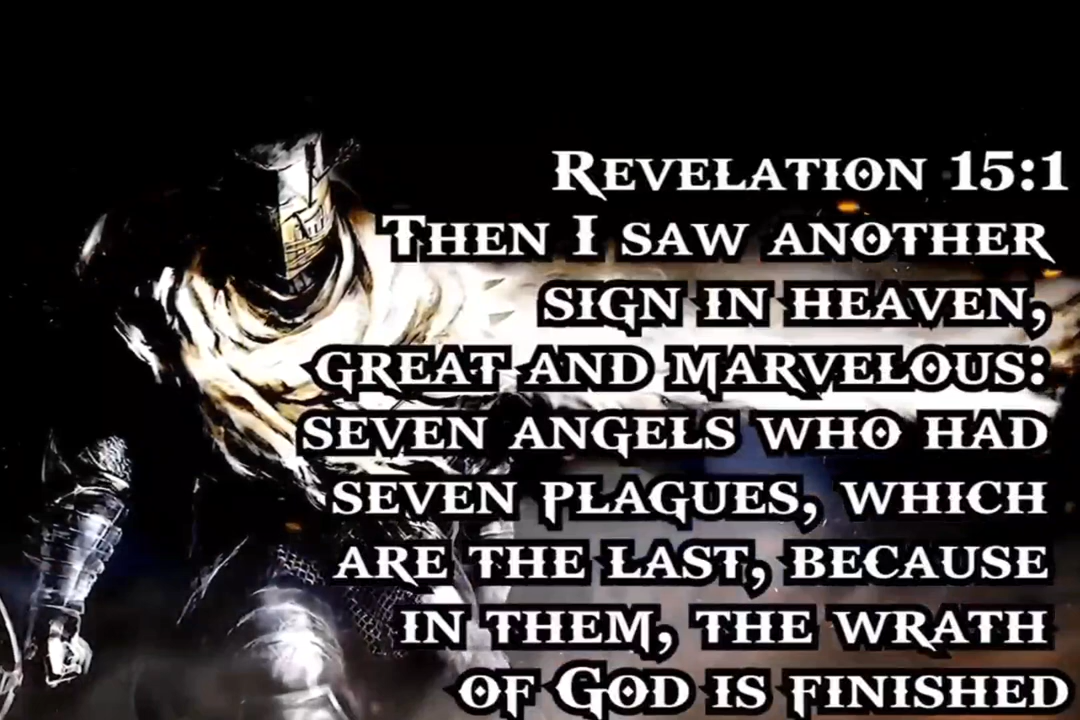 Revelation 15:1
Then I saw another
sign in heaven,
great and marvelous:
seven angels who had
seven plagues, which
are the last, because
in them, the wrath
of God is finished